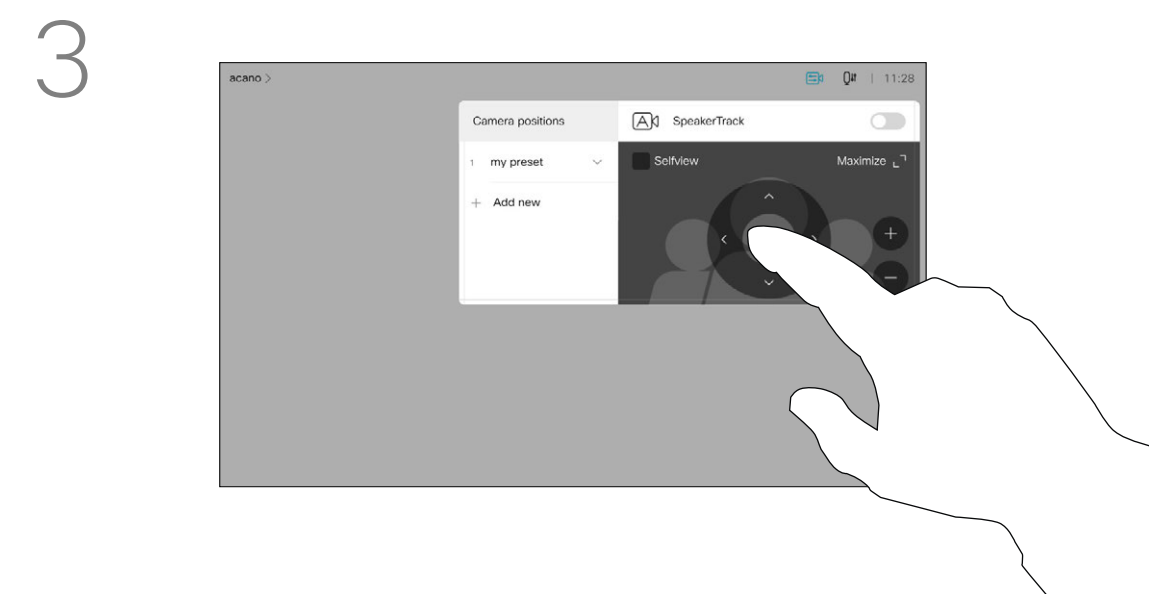 3
acano >
| 11:28
Camera positions
SpeakerTrack
1 my preset
Selfview
Maximize
+ Add new